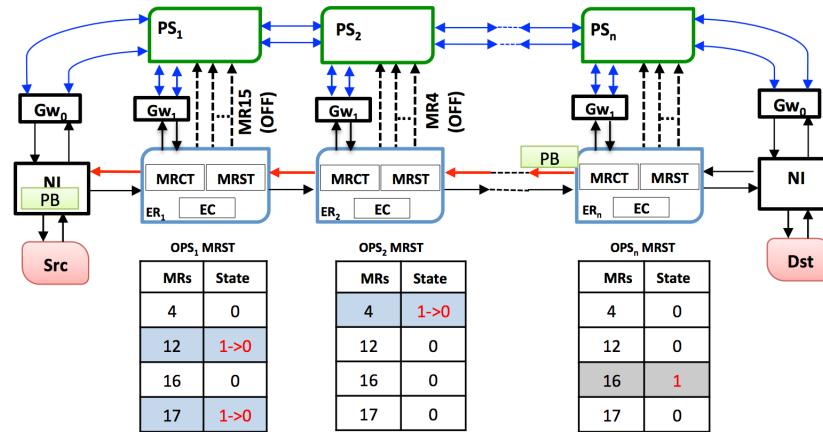 PS1
PS2
PSn
Gw0
Gw1
...
MR15
(OFF)
Gw1
...
MR4
(OFF)
Gw1
...
Gw0
NI
PB
MRCT
MRST
EC
ER1
MRCT
MRST
EC
ER2
PB
MRCT
MRST
EC
ERn
NI
Src
Dst
OPS1 MRST
MRs State
4 0
12 1->0
16 0
17 1->0
OPS2 MRST
MRs State
4 1->0
12 0
16 0
17 0
OPSn MRST
MRs State
4 0
12 0
16 1
17 0